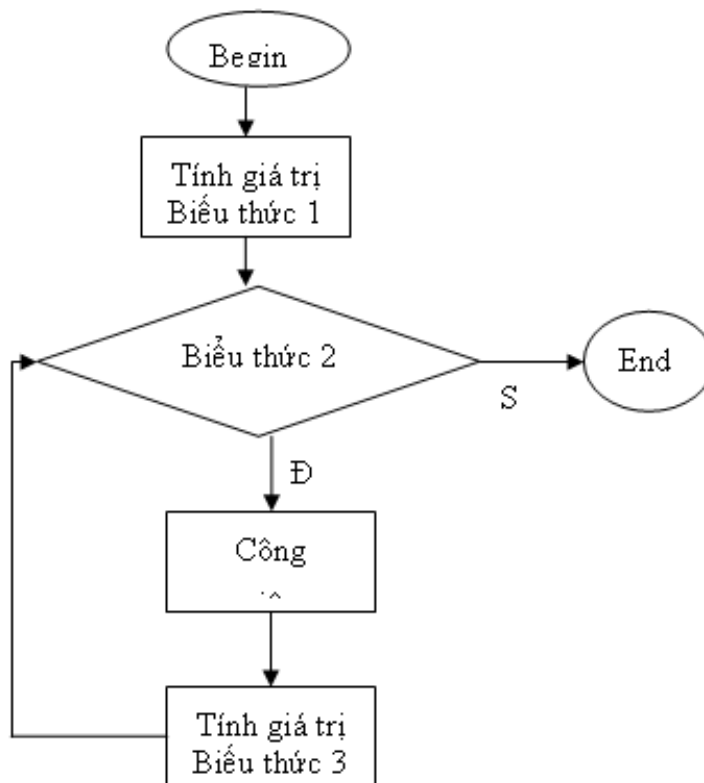 Begin
Tính giá trị
Biểu thức 1
Biểu thức 2
S
End
Đ
Công
Tính giá trị
Biểu thức 3